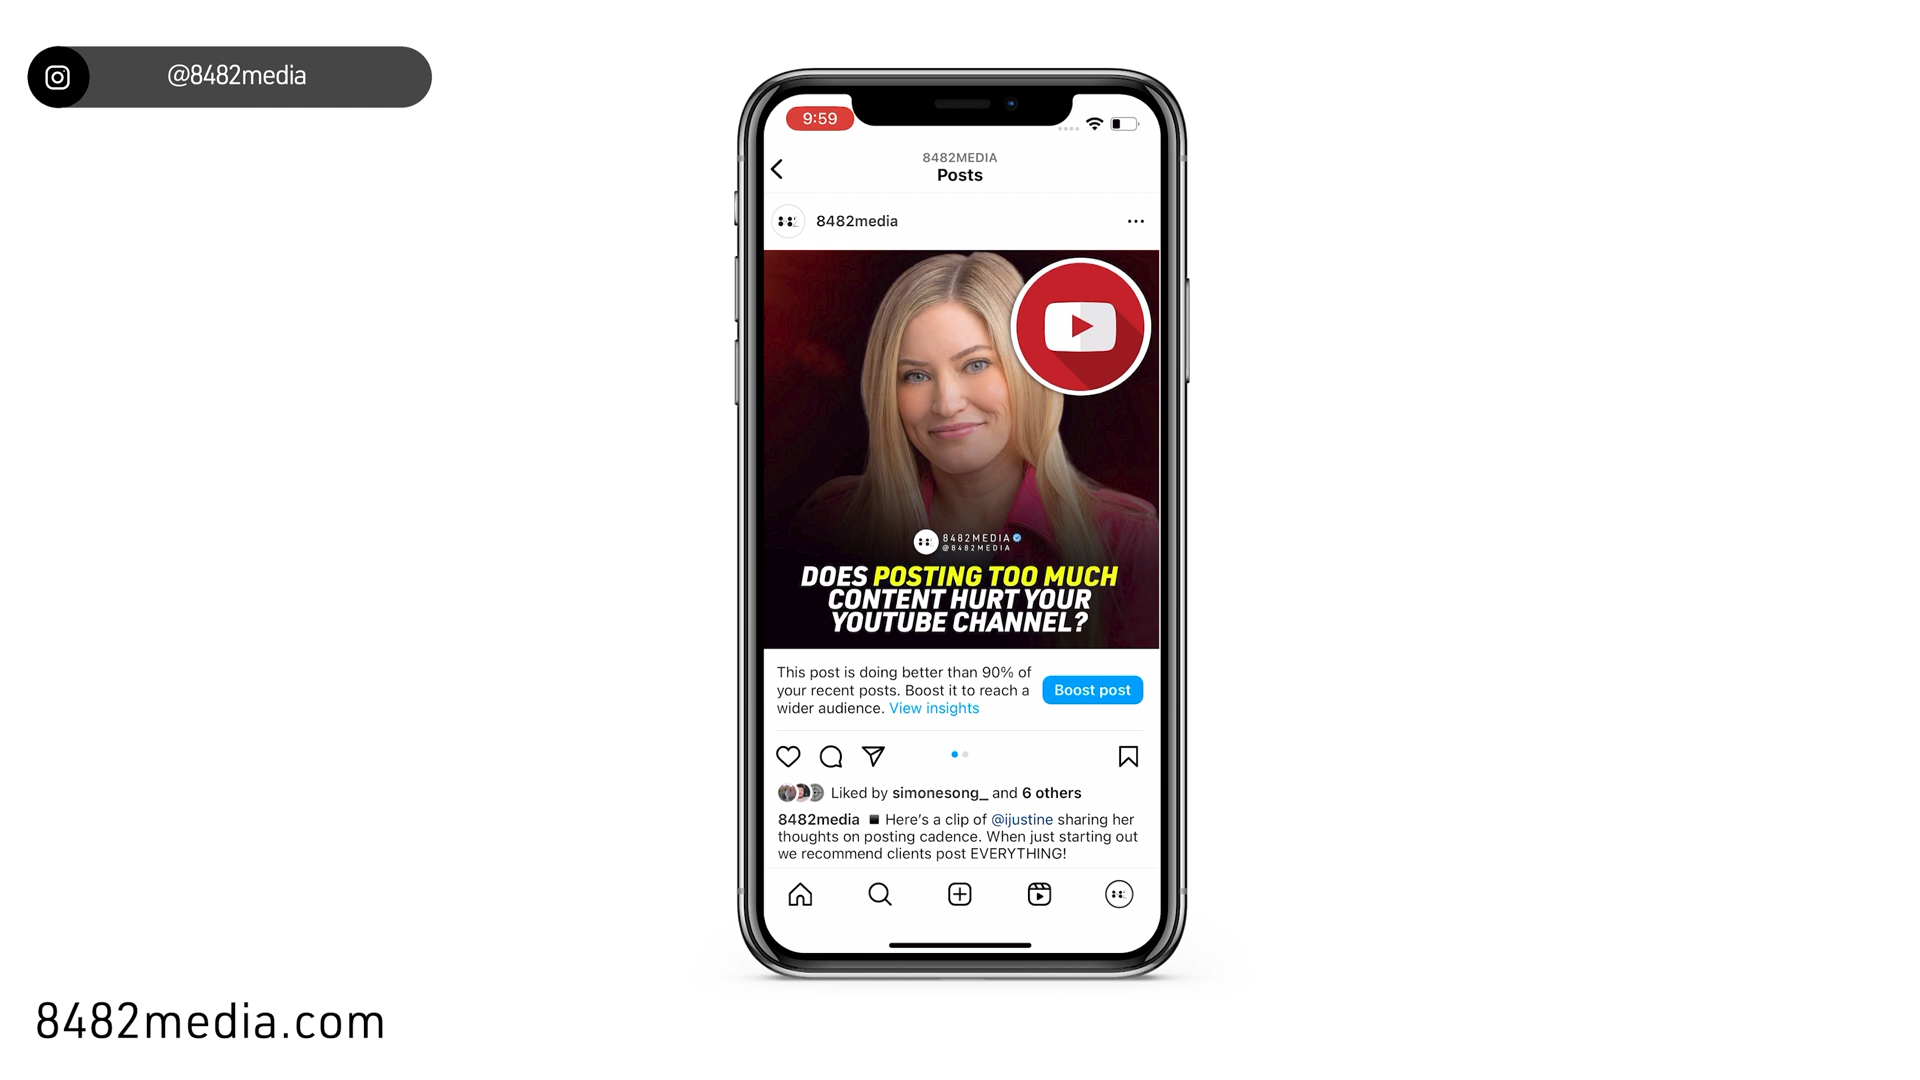 @8482media
9:59
8482MEDIA
Posts
8482media
8482MEDIA
@8482MEDIA
DOES POSTING TOO MUCH
CONTENT HURT YOUR
YOUTUBE CHANNEL?
This post is doing better than 90% of
your recent posts. Boost it to reach a
wider audience. View insights
Boost post
Liked by simonesong_ and 6 others
8482media Here's a clip of @ijustine sharing her
thoughts on posting cadence. When just starting out
we recommend clients post EVERYTHING!
8482media.com